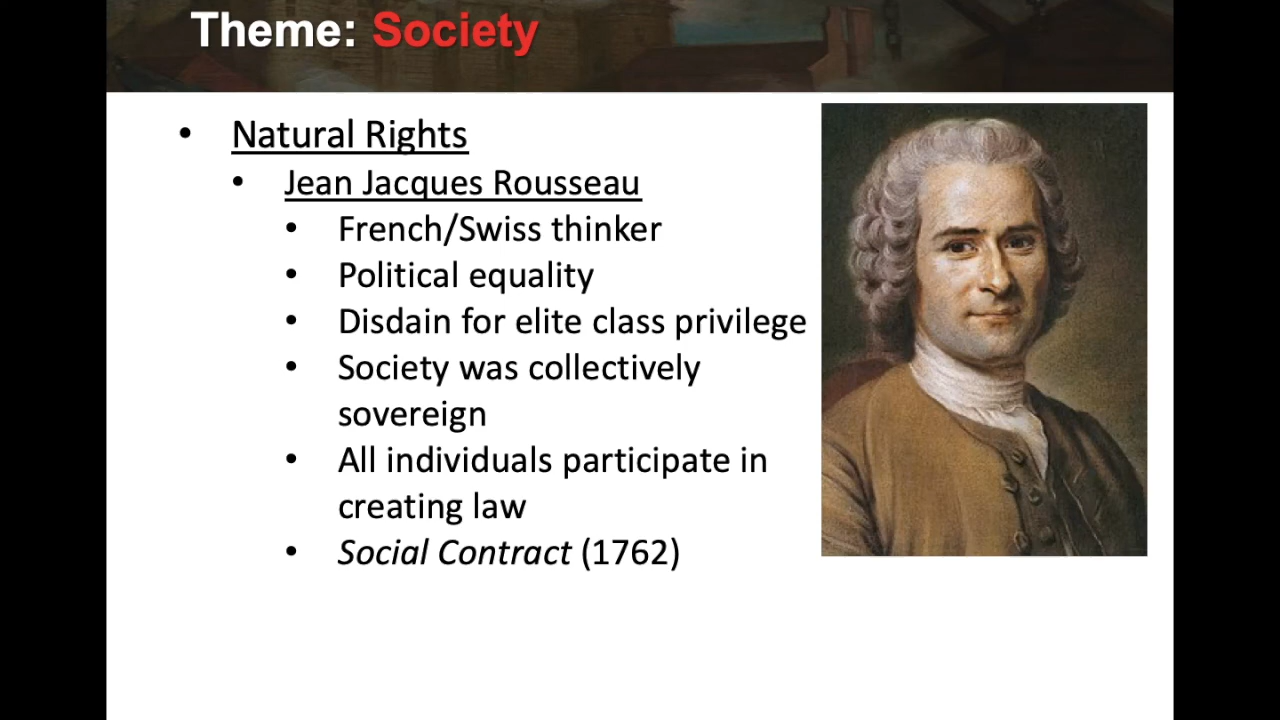 Theme: Society
• Natural Rights
• Jean Jacques Rousseau
• French/Swiss thinker
• Political equality
• Disdain for elite class privilege
• Society was collectively
sovereign
• All individuals participate in
creating law
• Social Contract (1762)